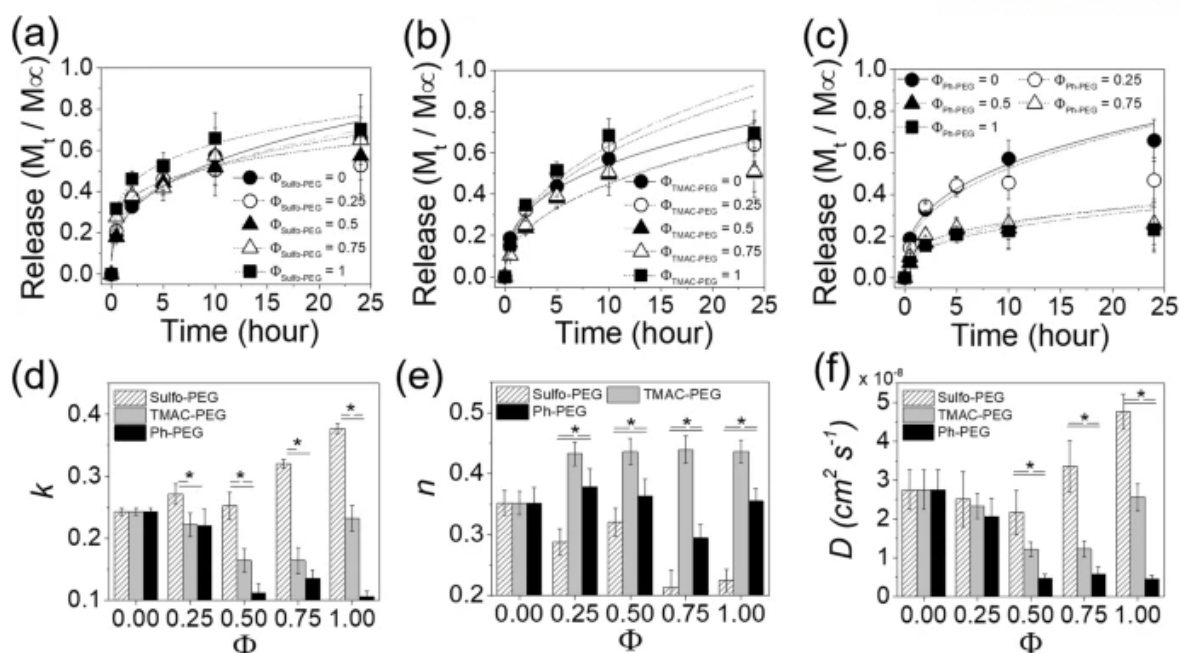 (a)
Release (Mt / M∝)
1.0
0.8
0.6
0.4
0.2
0.0
ΦSulfo-PEG = 0
ΦSulfo-PEG = 0.25
ΦSulfo-PEG = 0.5
ΦSulfo-PEG = 0.75
ΦSulfo-PEG = 1
0 5 10 15 20 25
Time (hour)
(b)
Release (Mt / M∝)
1.0
0.8
0.6
0.4
0.2
0.0
ΦTMAC-PEG = 0
ΦTMAC-PEG = 0.25
ΦTMAC-PEG = 0.5
ΦTMAC-PEG = 0.75
ΦTMAC-PEG = 1
0 5 10 15 20 25
Time (hour)
(c)
Release (Mt / M∝)
1.0
0.8
0.6
0.4
0.2
0.0
ΦPh-PEG = 0 ΦPh-PEG = 0.25
ΦPh-PEG = 0.5 ΦPh-PEG = 0.75
ΦPh-PEG = 1
0 5 10 15 20 25
Time (hour)
(d)
k
0.4
0.3
0.2
0.1
Sulfo-PEG
TMAC-PEG
Ph-PEG
* * * *
0.00 0.25 0.50 0.75 1.00
Φ
(e)
n
0.5
0.4
0.3
0.2
Sulfo-PEG TMAC-PEG
Ph-PEG
* * * *
0.00 0.25 0.50 0.75 1.00
Φ
(f)
x 10⁻⁸
D (cm² s⁻¹)
5
4
3
2
1
0
Sulfo-PEG
TMAC-PEG
Ph-PEG
* * *
0.00 0.25 0.50 0.75 1.00
Φ